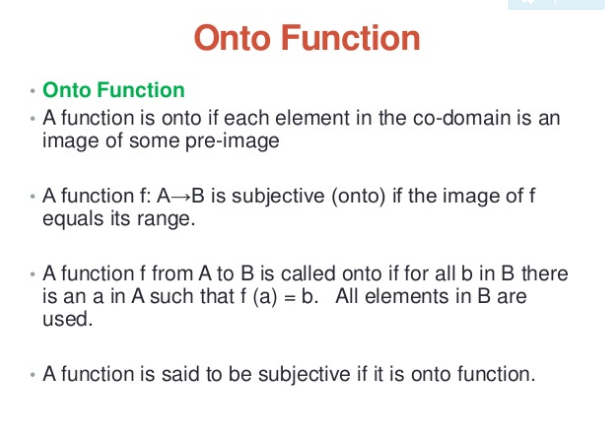 Onto Function
• Onto Function
• A function is onto if each element in the co-domain is an
image of some pre-image
• A function f: A→B is subjective (onto) if the image of f
equals its range.
• A function f from A to B is called onto if for all b in B there
is an a in A such that f (a) = b.   All elements in B are
used.
• A function is said to be subjective if it is onto function.